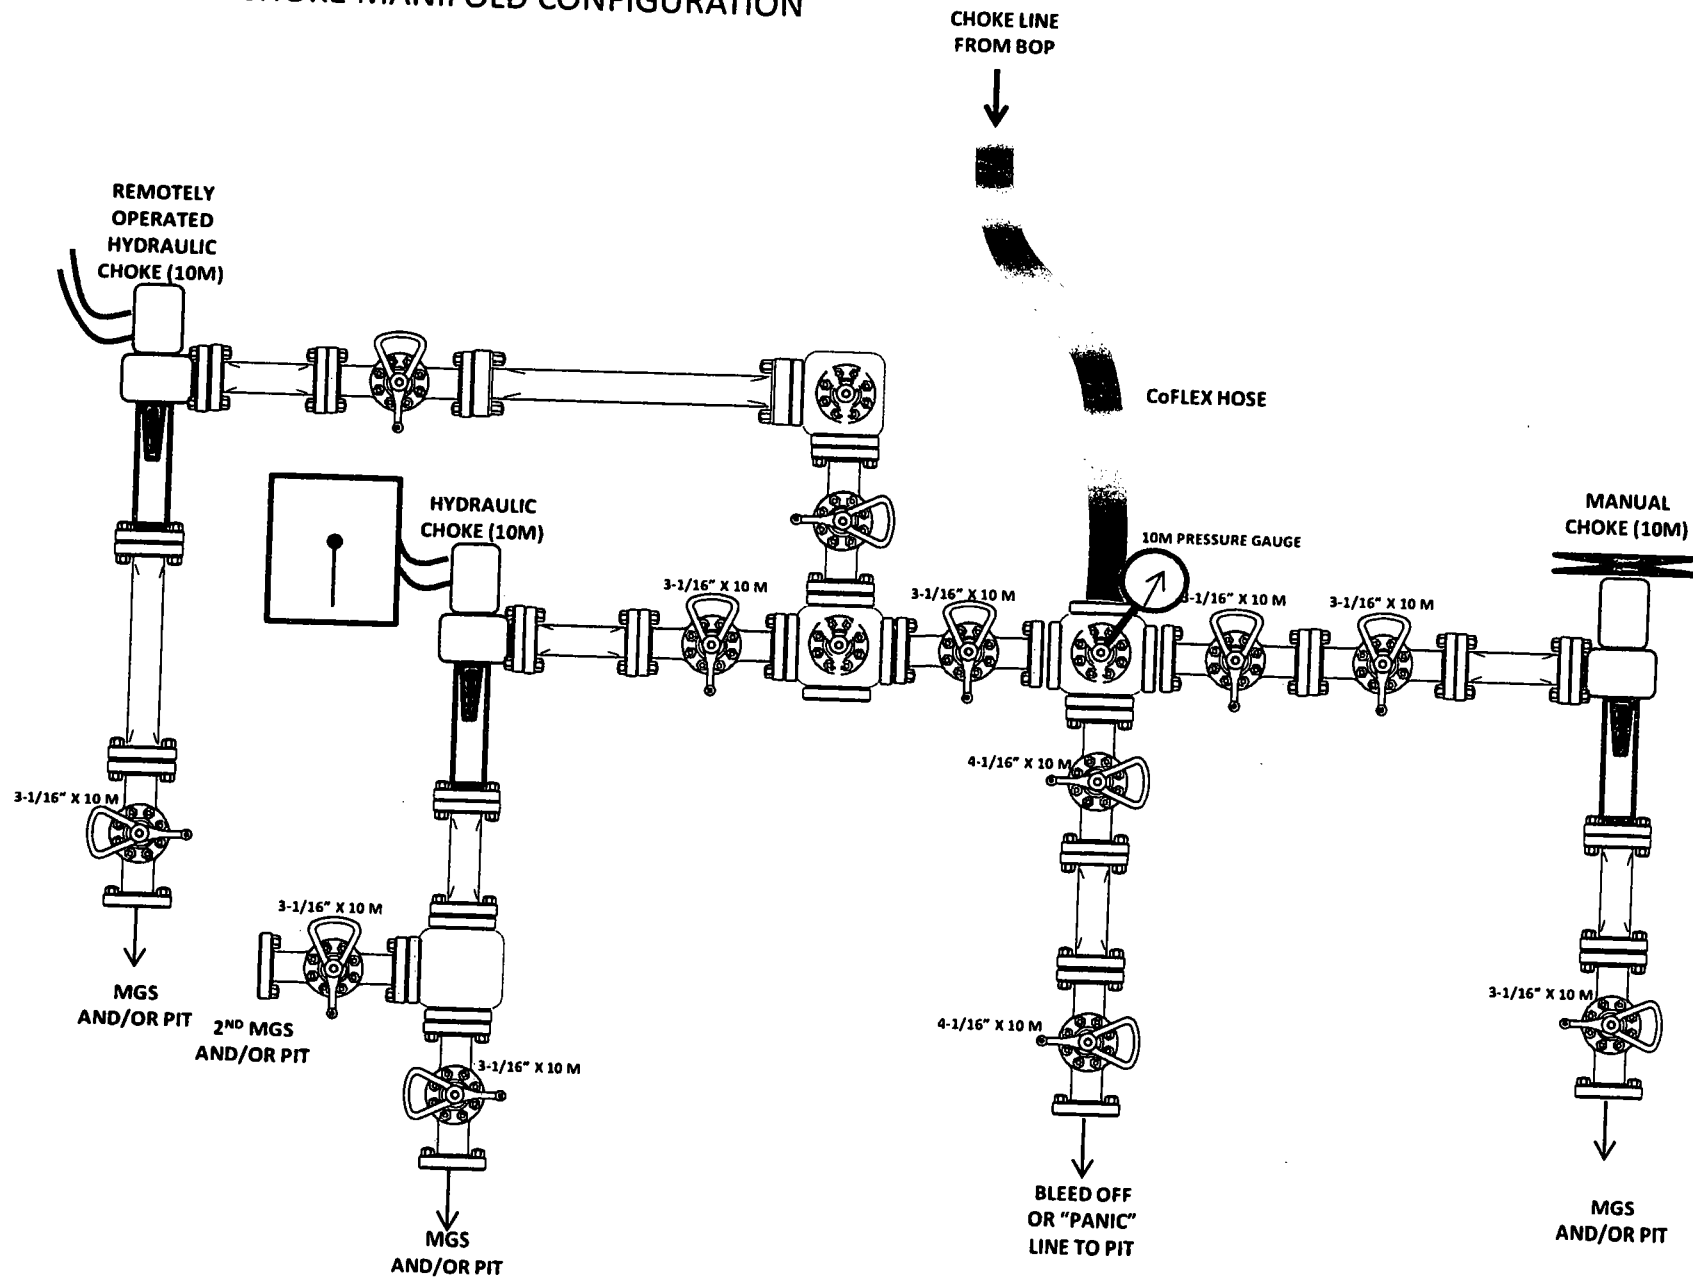 CHOKE MANIFOLD CONFIGURATION
CHOKE LINE
FROM BOP
REMOTELY
OPERATED
HYDRAULIC
CHOKE (10M)
CoFLEX HOSE
HYDRAULIC
CHOKE (10M)
MANUAL
CHOKE (10M)
10M PRESSURE GAUGE
3-1/16" X 10 M
3-1/16" X 10 M
3-1/16" X 10 M
3-1/16" X 10 M
4-1/16" X 10 M
3-1/16" X 10 M
3-1/16" X 10 M
MGS
AND/OR PIT
2ND MGS
AND/OR PIT
3-1/16" X 10 M
4-1/16" X 10 M
3-1/16" X 10 M
BLEED OFF
OR "PANIC"
LINE TO PIT
MGS
AND/OR PIT
MGS
AND/OR PIT